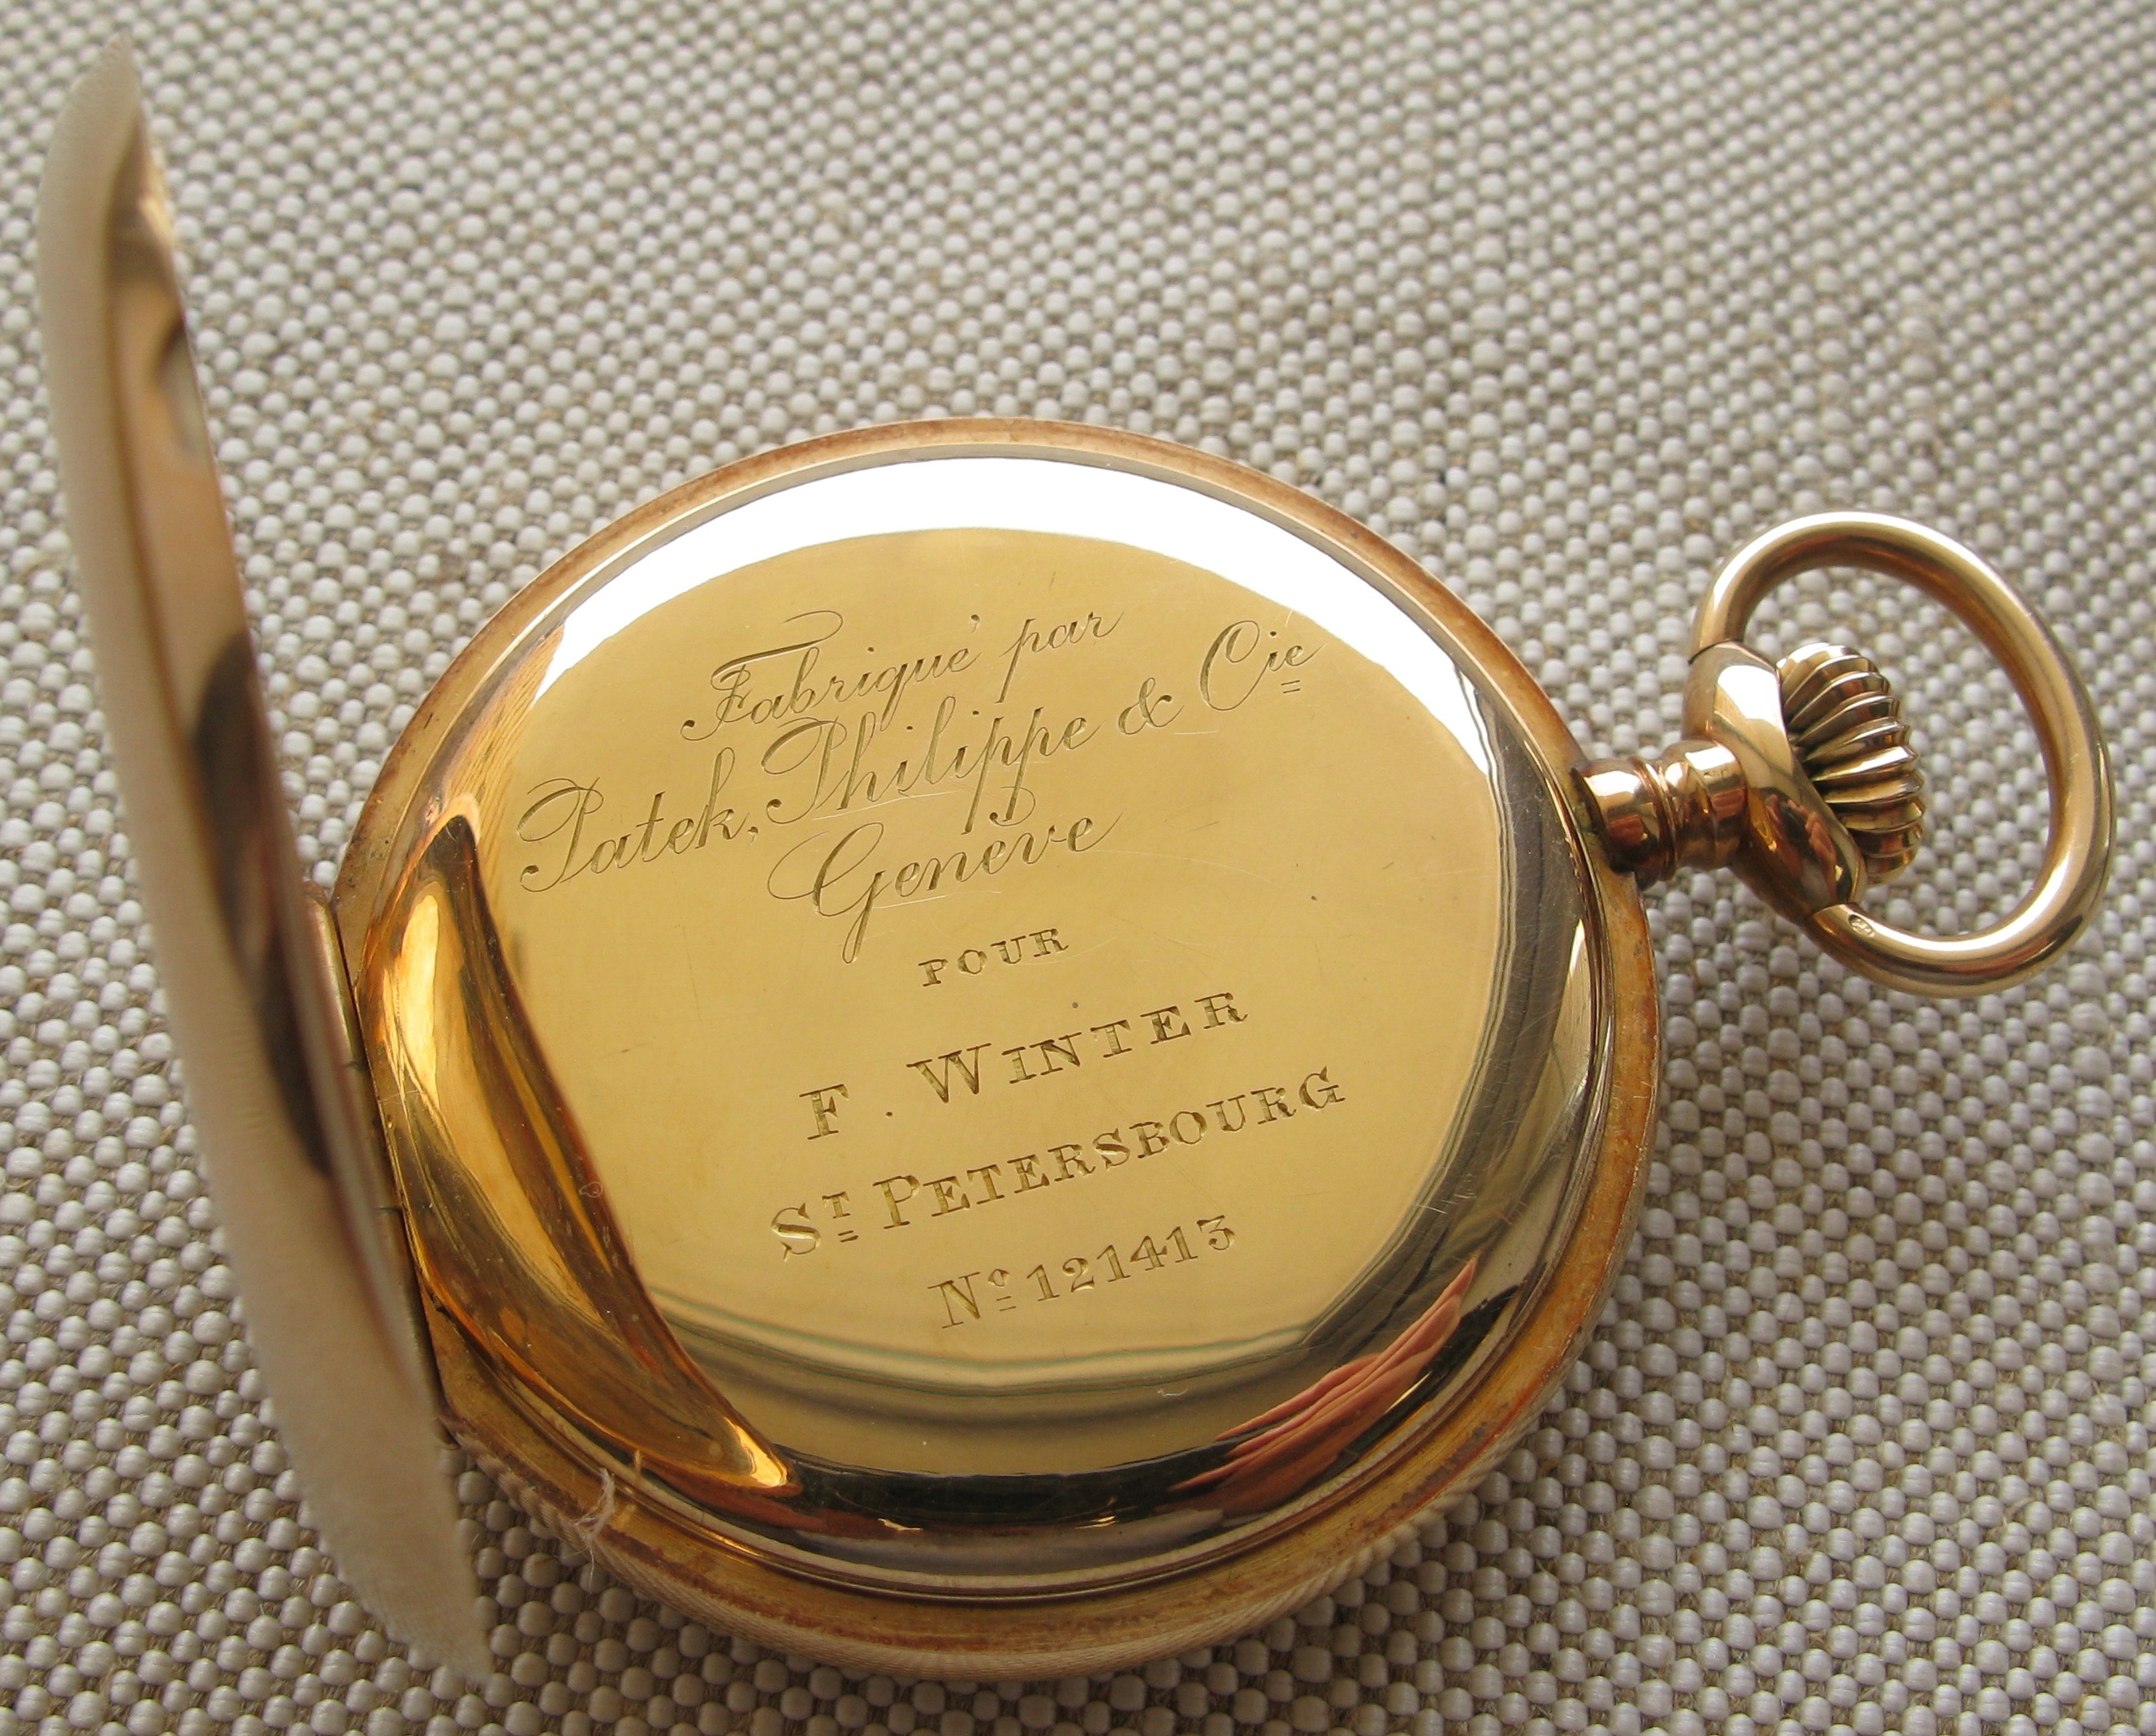 Fabriqué par
Patek, Philippe & Cie
Genève
POUR
F. WINTER
ST PETERSBOURG
No 121413